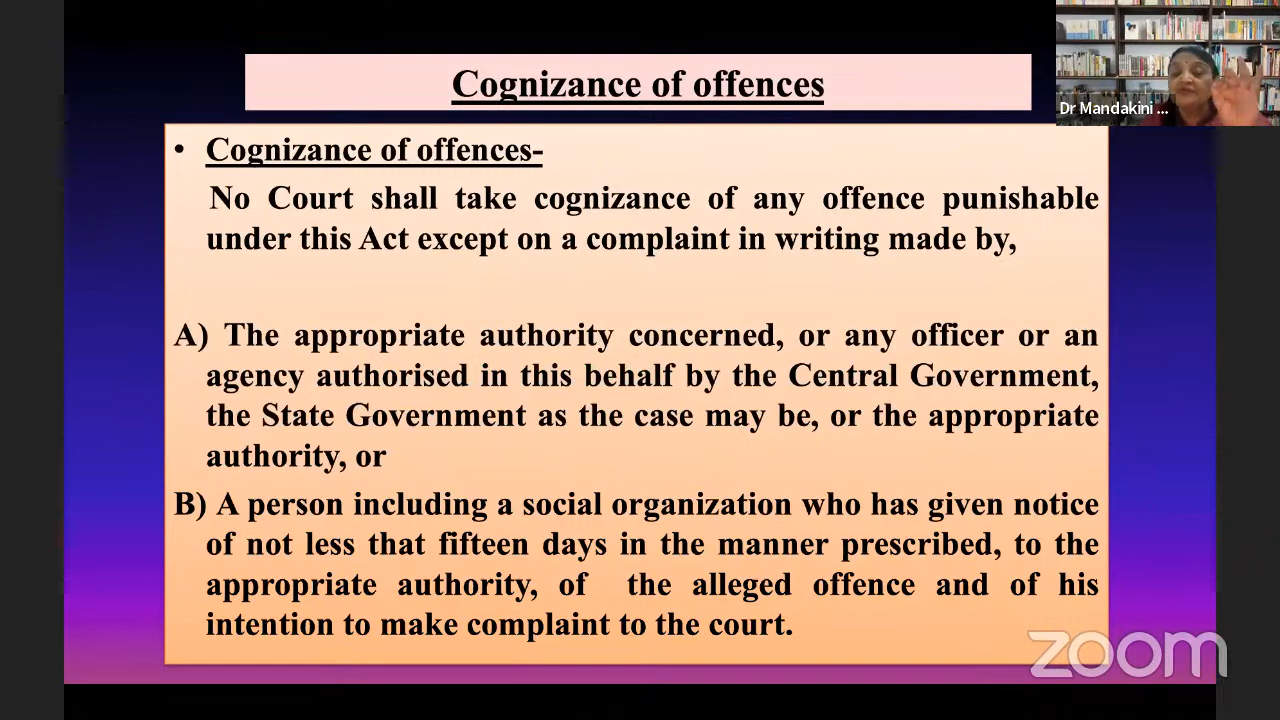 Cognizance of offences
Dr Mandakini ...
• Cognizance of offences-
No Court shall take cognizance of any offence punishable
under this Act except on a complaint in writing made by,
A) The appropriate authority concerned, or any officer or an
agency authorised in this behalf by the Central Government,
the State Government as the case may be, or the appropriate
authority, or
B) A person including a social organization who has given notice
of not less that fifteen days in the manner prescribed, to the
appropriate authority, of the alleged offence and of his
intention to make complaint to the court.
zoom